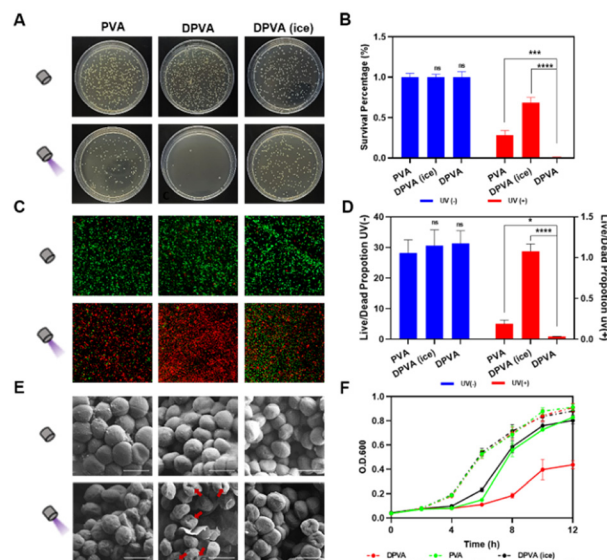 A
PVA
DPVA
DPVA (ice)
B
Survival Percentage (%)
1.5
1.0
0.5
0.0
ns
ns
***
****
PVA
DPVA (ice)
DPVA
PVA
DPVA (ice)
DPVA
UV (-)
UV (+)
C
D
Live/Dead Propotion UV(-)
40
30
20
10
0
ns
ns
*
****
1.5
1.0
0.5
0.0
Live/Dead Propotion UV(+)
PVA
DPVA (ice)
DPVA
PVA
DPVA (ice)
DPVA
UV(-)
UV(+)
E
F
O.D.600
1.0
0.8
0.6
0.4
0.2
0.0
0
4
8
12
Time (h)
DPVA
PVA
DPVA (ice)